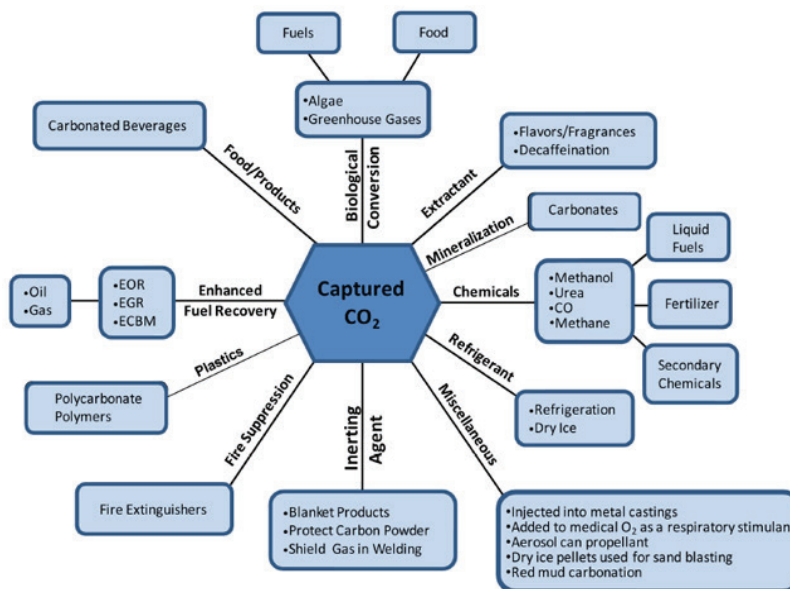 Fuels
Food
•Algae
•Greenhouse Gases
Carbonated Beverages
•Flavors/Fragrances
•Decaffeination
Food/Products
Biological
Conversion
Extractant
Mineralization
Carbonates
Liquid
Fuels
•Oil
•Gas
•EOR
•EGR
•ECBM
Enhanced
Fuel Recovery
Captured
CO₂
Chemicals
•Methanol
•Urea
•CO
•Methane
Fertilizer
Secondary
Chemicals
Plastics
Polycarbonate
Polymers
Fire Suppression
Inerting
Agent
Refrigerant
Miscellaneous
•Refrigeration
•Dry Ice
Fire Extinguishers
•Blanket Products
•Protect Carbon Powder
•Shield Gas in Welding
•Injected into metal castings
•Added to medical O₂ as a respiratory stimulan
•Aerosol can propellant
•Dry ice pellets used for sand blasting
•Red mud carbonation